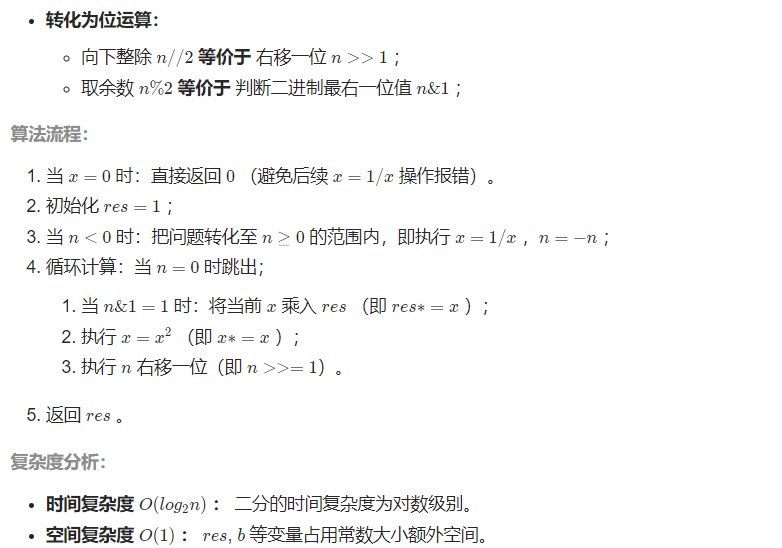 • 转化为位运算：
◦ 向下整除 n//2 等价于 右移一位 n >> 1 ；
◦ 取余数 n%2 等价于 判断二进制最右一位值 n&1 ；
算法流程：
1. 当 x = 0 时：直接返回 0 （避免后续 x = 1/x 操作报错）。
2. 初始化 res = 1 ；
3. 当 n < 0 时：把问题转化至 n ≥ 0 的范围内，即执行 x = 1/x ，n = −n ；
4. 循环计算：当 n = 0 时跳出；
1. 当 n&1 = 1 时：将当前 x 乘入 res （即 res∗ = x ）；
2. 执行 x = x² （即 x∗ = x ）；
3. 执行 n 右移一位（即 n >>= 1）。
5. 返回 res 。
复杂度分析：
• 时间复杂度 O(log₂n) ： 二分的时间复杂度为对数级别。
• 空间复杂度 O(1) ： res, b 等变量占用常数大小额外空间。